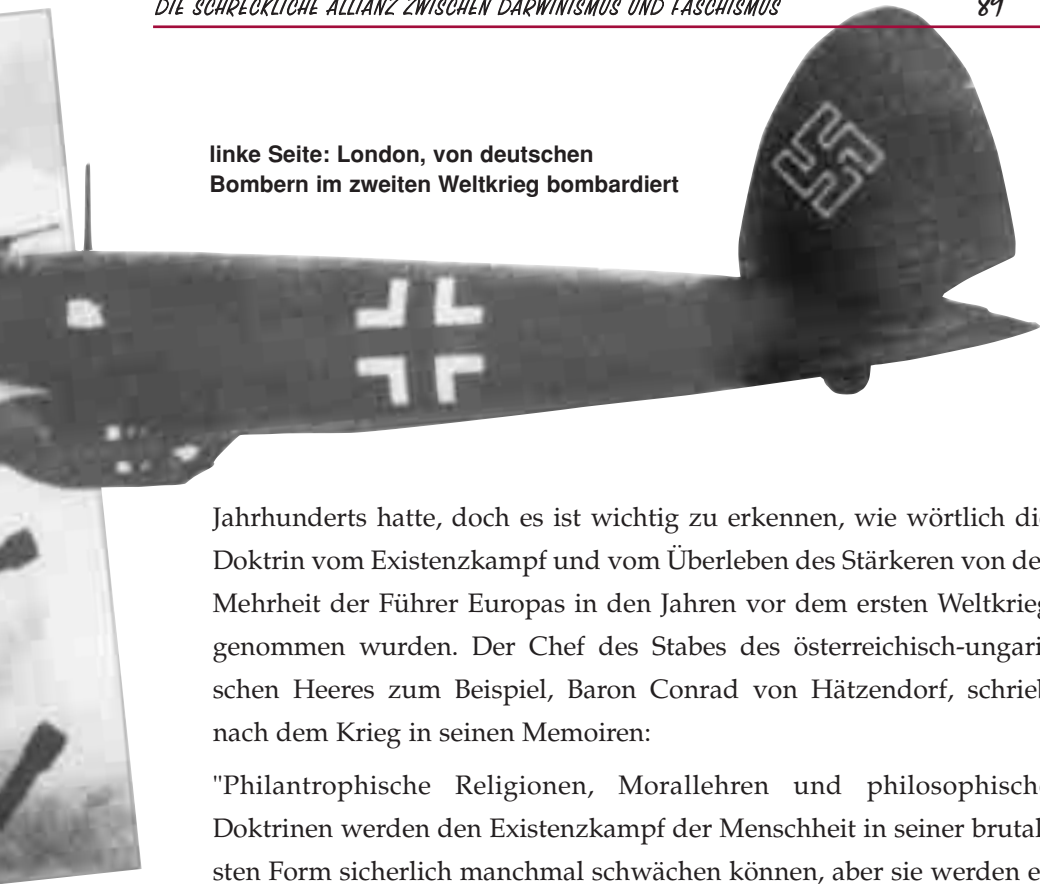 DIE SCHRECKLICHE ALLIANZ ZWISCHEN DARWINISMUS UND FASCHISMUS 89
linke Seite: London, von deutschen
Bombern im zweiten Weltkrieg bombardiert
Jahrhunderts hatte, doch es ist wichtig zu erkennen, wie wörtlich die
Doktrin vom Existenzkampf und vom Überleben des Stärkeren von de
Mehrheit der Führer Europas in den Jahren vor dem ersten Weltkrieg
genommen wurden. Der Chef des Stabes des österreichisch-ungari-
schen Heeres zum Beispiel, Baron Conrad von Hätzendorf, schrieb
nach dem Krieg in seinen Memoiren:
"Philantrophische Religionen, Morallehren und philosophische
Doktrinen werden den Existenzkampf der Menschheit in seiner brutal-
sten Form sicherlich manchmal schwächen können, aber sie werden e